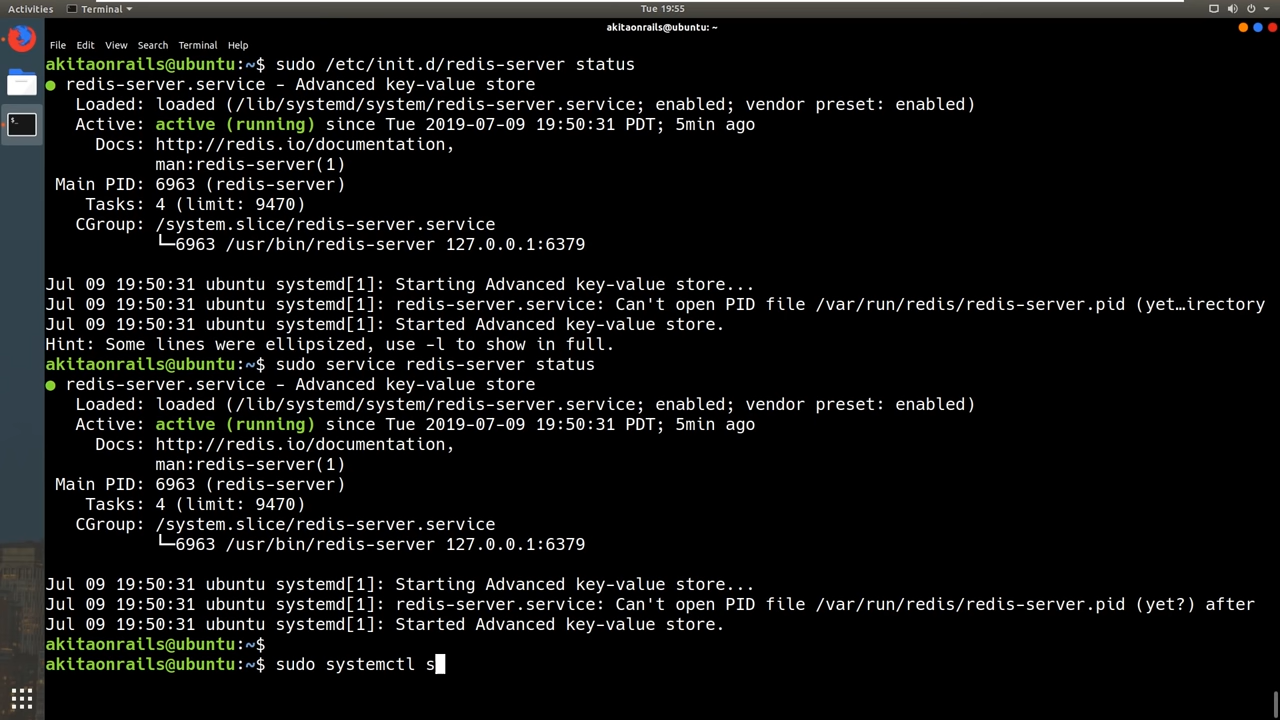 Activities Terminal Tue 19:55
akitaonrails@ubuntu: ~
File Edit View Search Terminal Help
akitaonrails@ubuntu:~$ sudo /etc/init.d/redis-server status
● redis-server.service - Advanced key-value store
Loaded: loaded (/lib/systemd/system/redis-server.service; enabled; vendor preset: enabled)
Active: active (running) since Tue 2019-07-09 19:50:31 PDT; 5min ago
Docs: http://redis.io/documentation,
man:redis-server(1)
Main PID: 6963 (redis-server)
Tasks: 4 (limit: 9470)
CGroup: /system.slice/redis-server.service
└─6963 /usr/bin/redis-server 127.0.0.1:6379
Jul 09 19:50:31 ubuntu systemd[1]: Starting Advanced key-value store...
Jul 09 19:50:31 ubuntu systemd[1]: redis-server.service: Can't open PID file /var/run/redis/redis-server.pid (yet…irectory
Jul 09 19:50:31 ubuntu systemd[1]: Started Advanced key-value store.
Hint: Some lines were ellipsized, use -l to show in full.
akitaonrails@ubuntu:~$ sudo service redis-server status
● redis-server.service - Advanced key-value store
Loaded: loaded (/lib/systemd/system/redis-server.service; enabled; vendor preset: enabled)
Active: active (running) since Tue 2019-07-09 19:50:31 PDT; 5min ago
Docs: http://redis.io/documentation,
man:redis-server(1)
Main PID: 6963 (redis-server)
Tasks: 4 (limit: 9470)
CGroup: /system.slice/redis-server.service
└─6963 /usr/bin/redis-server 127.0.0.1:6379
Jul 09 19:50:31 ubuntu systemd[1]: Starting Advanced key-value store...
Jul 09 19:50:31 ubuntu systemd[1]: redis-server.service: Can't open PID file /var/run/redis/redis-server.pid (yet?) after
Jul 09 19:50:31 ubuntu systemd[1]: Started Advanced key-value store.
akitaonrails@ubuntu:~$
akitaonrails@ubuntu:~$ sudo systemctl s